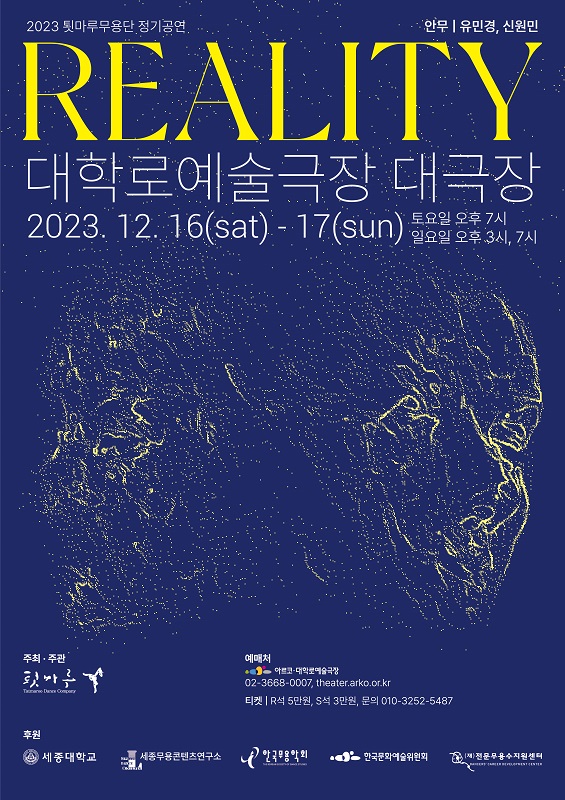 2023 툇마루무용단 정기공연
안무 | 유민경, 신원민
REALITY
대학로예술극장 대극장
2023. 12. 16(sat) - 17(sun)
토요일 오후 7시
일요일 오후 3시, 7시
주최 · 주관
툇마루
Toinmaroo Dance Company
예매처
아르코·대학로예술극장
02-3668-0007, theater.arko.or.kr
티켓 | R석 5만원, S석 3만원, 문의 010-3252-5487
후원
세종대학교
세종무용콘텐츠연구소
한국무용학회
한국문화예술위원회
(재)전문무용수지원센터
DANCERS' CAREER DEVELOPMENT CENTER